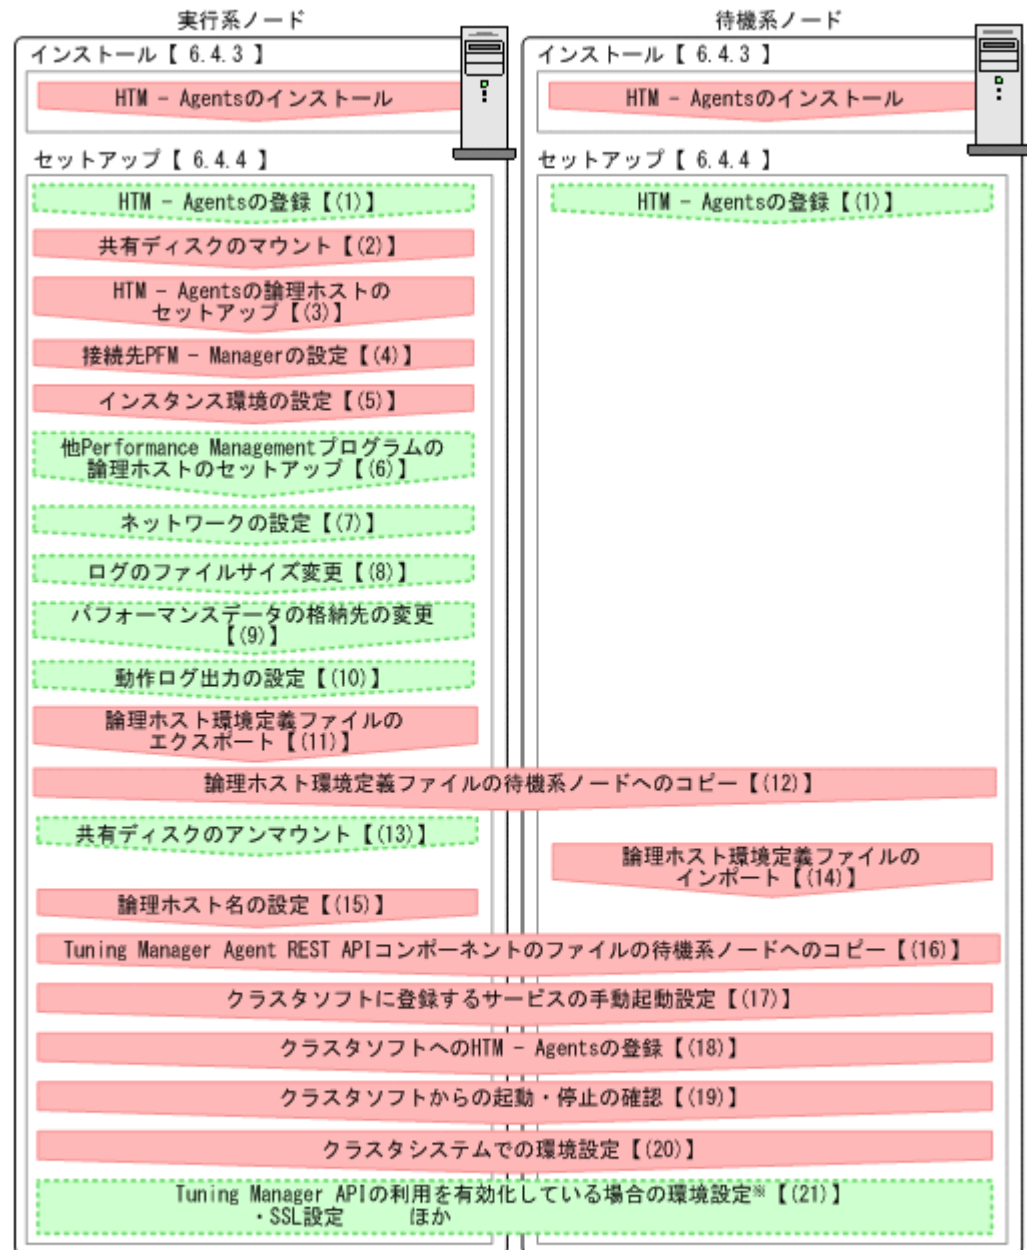 実行系ノード
待機系ノード
インストール【 6.4.3 】
インストール【 6.4.3 】
HTM - Agentsのインストール
HTM - Agentsのインストール
セットアップ【 6.4.4 】
セットアップ【 6.4.4 】
HTM - Agentsの登録【(1)】
HTM - Agentsの登録【(1)】
共有ディスクのマウント【(2)】
HTM - Agentsの論理ホストの
セットアップ【(3)】
接続先PFM - Managerの設定【(4)】
インスタンス環境の設定【(5)】
他Performance Managementプログラムの
論理ホストのセットアップ【(6)】
ネットワークの設定【(7)】
ログのファイルサイズ変更【(8)】
パフォーマンスデータの格納先の変更
【(9)】
動作ログ出力の設定【(10)】
論理ホスト環境定義ファイルの
エクスポート【(11)】
論理ホスト環境定義ファイルの待機系ノードへのコピー【(12)】
共有ディスクのアンマウント【(13)】
論理ホスト環境定義ファイルの
インポート【(14)】
論理ホスト名の設定【(15)】
Tuning Manager Agent REST APIコンポーネントのファイルの待機系ノードへのコピー【(16)】
クラスタソフトに登録するサービスの手動起動設定【(17)】
クラスタソフトへのHTM - Agentsの登録【(18)】
クラスタソフトからの起動・停止の確認【(19)】
クラスタシステムでの環境設定【(20)】
Tuning Manager APIの利用を有効化している場合の環境設定※【(21)】
・SSL設定 ほか